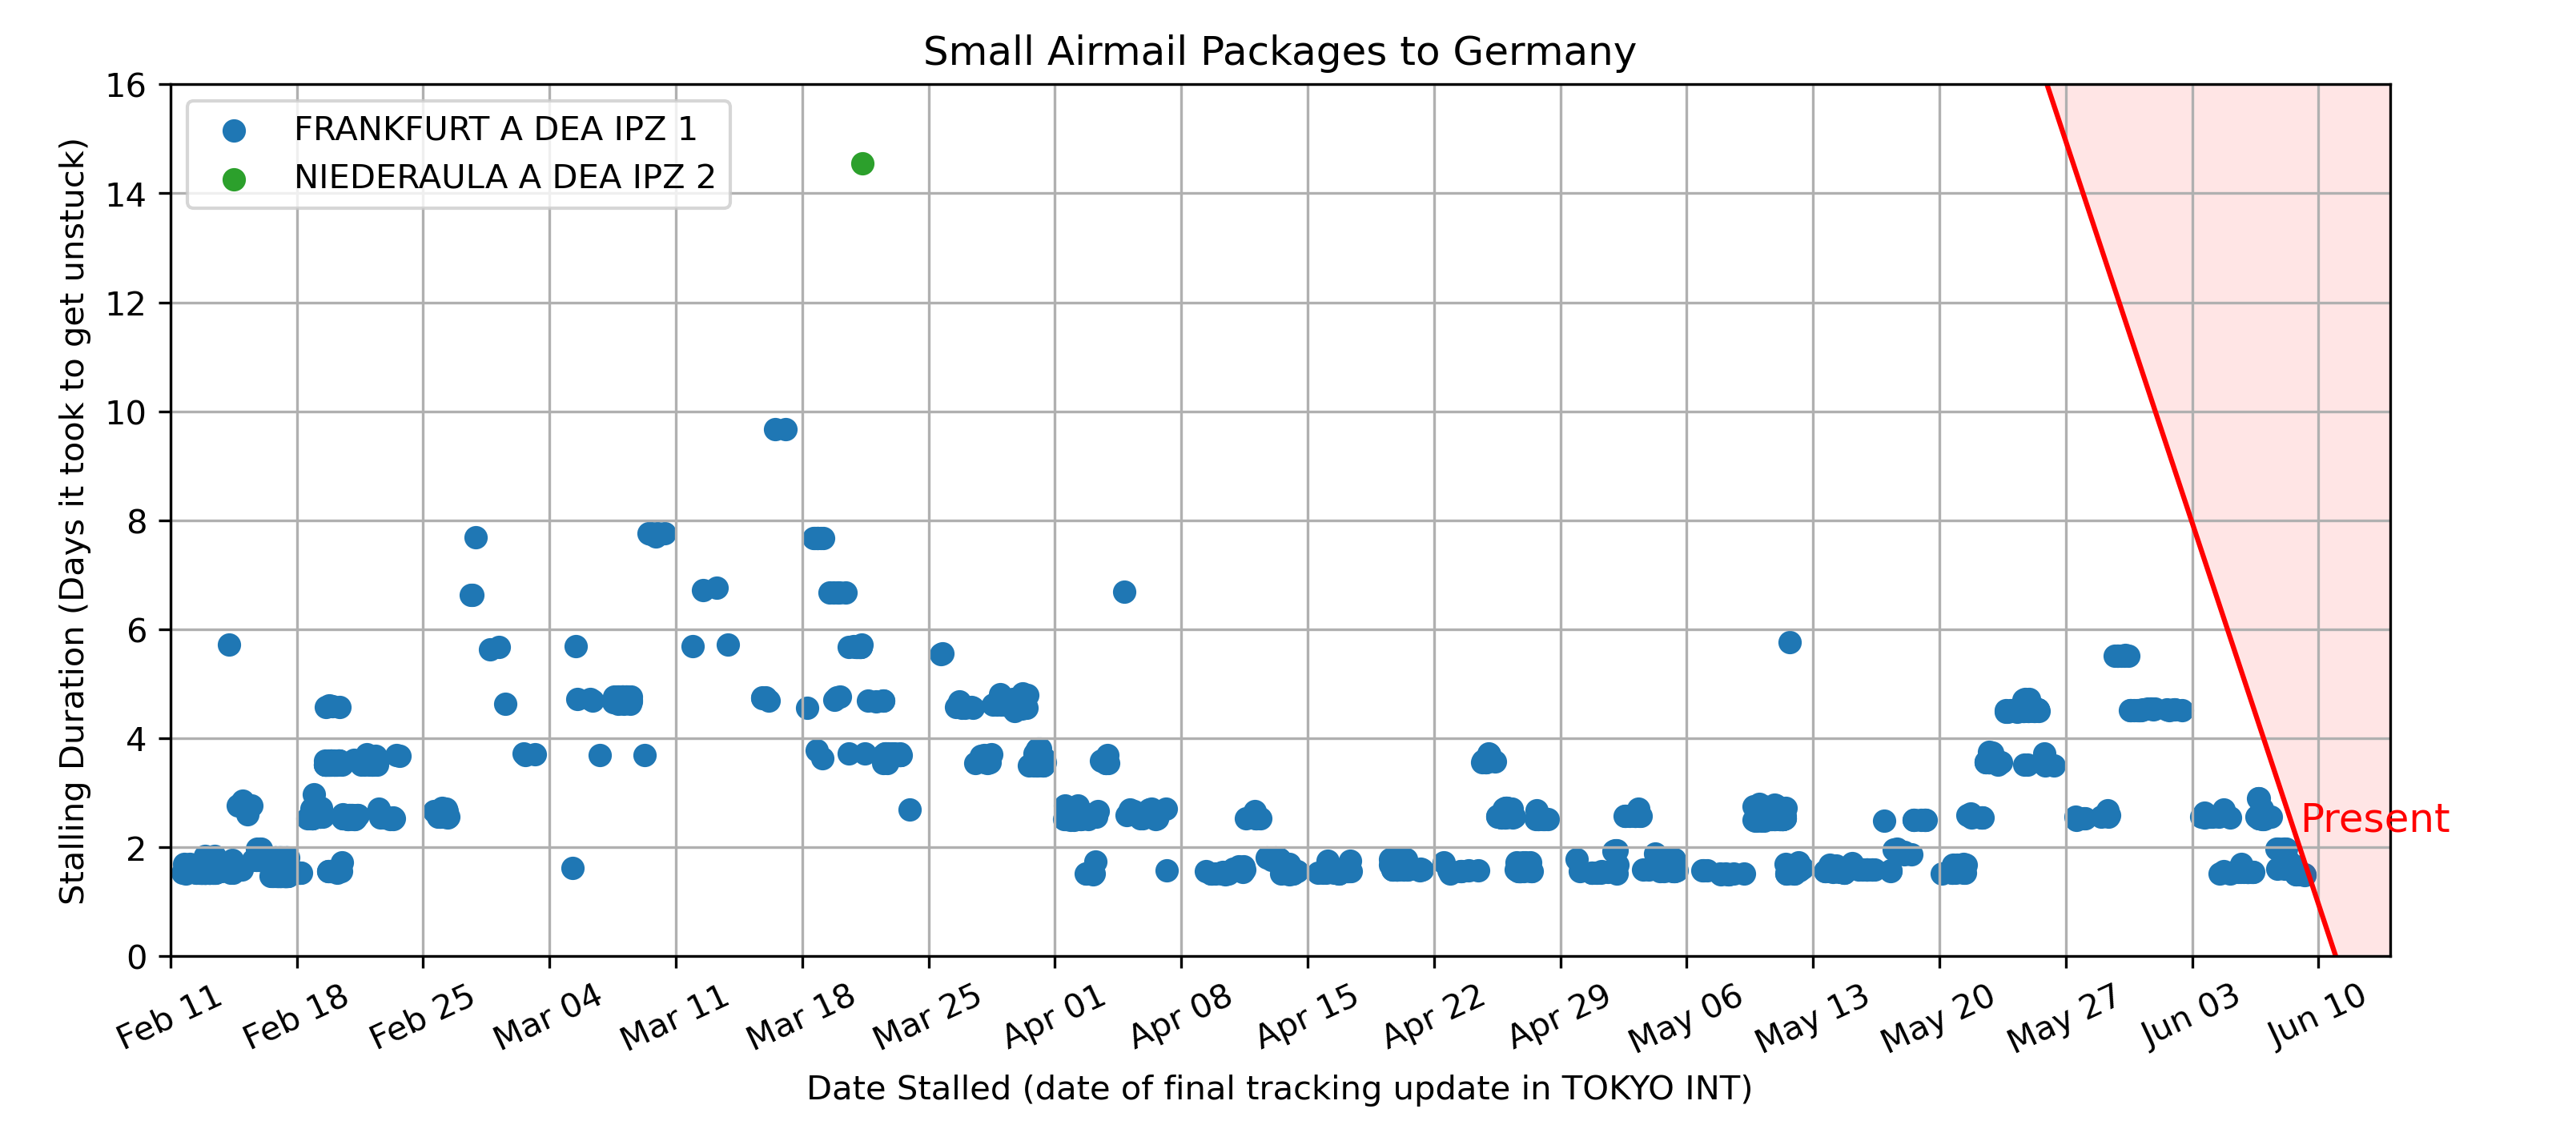 Small Airmail Packages to Germany
FRANKFURT A DEA IPZ 1
NIEDERAULA A DEA IPZ 2
Stalling Duration (Days it took to get unstuck)
16
14
12
10
8
6
4
2
0
Present
Feb 11
Feb 18
Feb 25
Mar 04
Mar 11
Mar 18
Mar 25
Apr 01
Apr 08
Apr 15
Apr 22
Apr 29
May 06
May 13
May 20
May 27
Jun 03
Jun 10
Date Stalled (date of final tracking update in TOKYO INT)